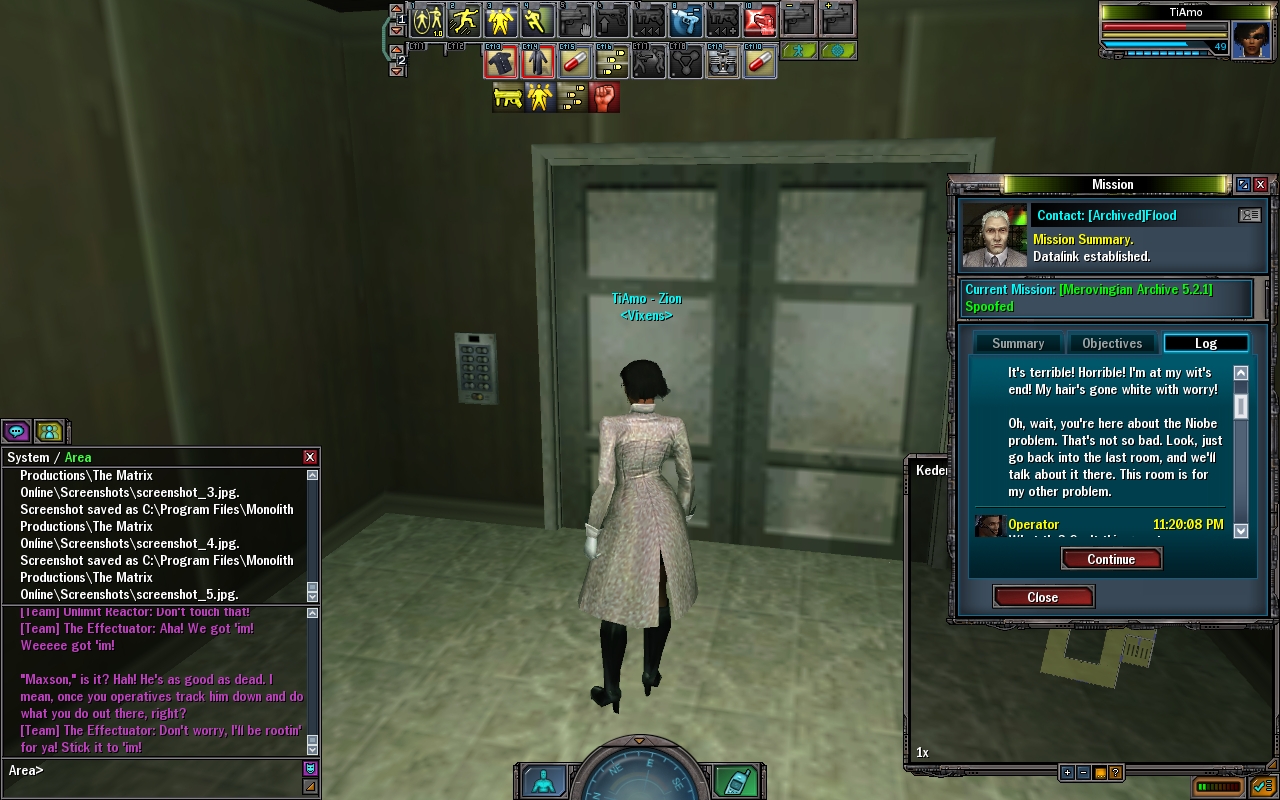 TiAmo
49
1
2
1.0
Mission
Contact: [Archived]Flood
Mission Summary.
Datalink established.
Current Mission: [Merovingian Archive 5.2.1]
Spoofed
Summary
Objectives
Log
It's terrible! Horrible! I'm at my wit's
end! My hair's gone white with worry!
Oh, wait, you're here about the Niobe
problem. That's not so bad. Look, just
go back into the last room, and we'll
talk about it there. This room is for
my other problem.
Operator 11:20:08 PM
Continue
Close
TiAmo - Zion
<Vixens>
System / Area
Productions\The Matrix
Online\Screenshots\screenshot_3.jpg.
Screenshot saved as C:\Program Files\Monolith
Productions\The Matrix
Online\Screenshots\screenshot_4.jpg.
Screenshot saved as C:\Program Files\Monolith
Productions\The Matrix
Online\Screenshots\screenshot_5.jpg.
[Team] Unlimit Reactor: Don't touch that!
[Team] The Effectuator: Aha! We got 'im!
Weeeee got 'im!
"Maxson," is it? Hah! He's as good as dead. I
mean, once you operatives track him down and do
what you do out there, right?
[Team] The Effectuator: Don't worry, I'll be rootin'
for ya! Stick it to 'im!
Area>
Keder
1x
NE
E
SE
N